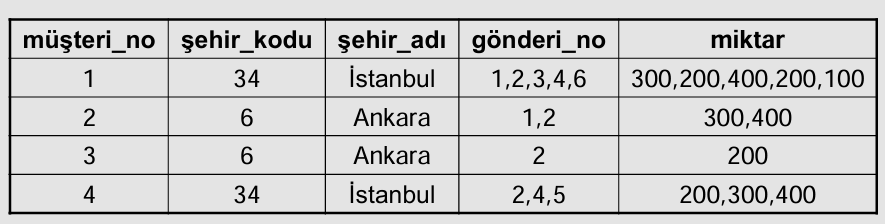 müşteri_no şehir_kodu şehir_adı gönderi_no miktar
1 34 İstanbul 1,2,3,4,6 300,200,400,200,100
2 6 Ankara 1,2 300,400
3 6 Ankara 2 200
4 34 İstanbul 2,4,5 200,300,400